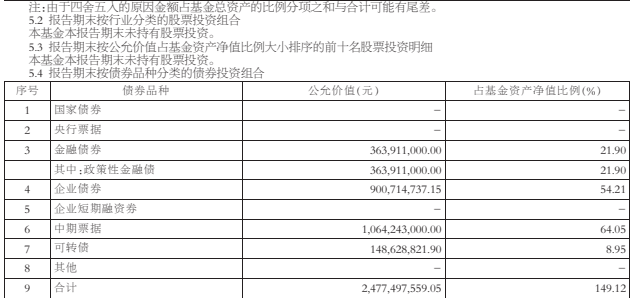 注:由于四舍五入的原因金额占基金总资产的比例分项之和与合计可能有尾差。
5.2 报告期末按行业分类的股票投资组合
本基金本报告期末未持有股票投资。
5.3 报告期末按公允价值占基金资产净值比例大小排序的前十名股票投资明细
本基金本报告期末未持有股票投资。
5.4 报告期末按债券品种分类的债券投资组合
序号 债券品种 公允价值(元) 占基金资产净值比例(%)
1 国家债券 － －
2 央行票据 － －
3 金融债券 363,911,000.00 21.90
其中:政策性金融债 363,911,000.00 21.90
4 企业债券 900,714,737.15 54.21
5 企业短期融资券 － －
6 中期票据 1,064,243,000.00 64.05
7 可转债 148,628,821.90 8.95
8 其他 － －
9 合计 2,477,497,559.05 149.12